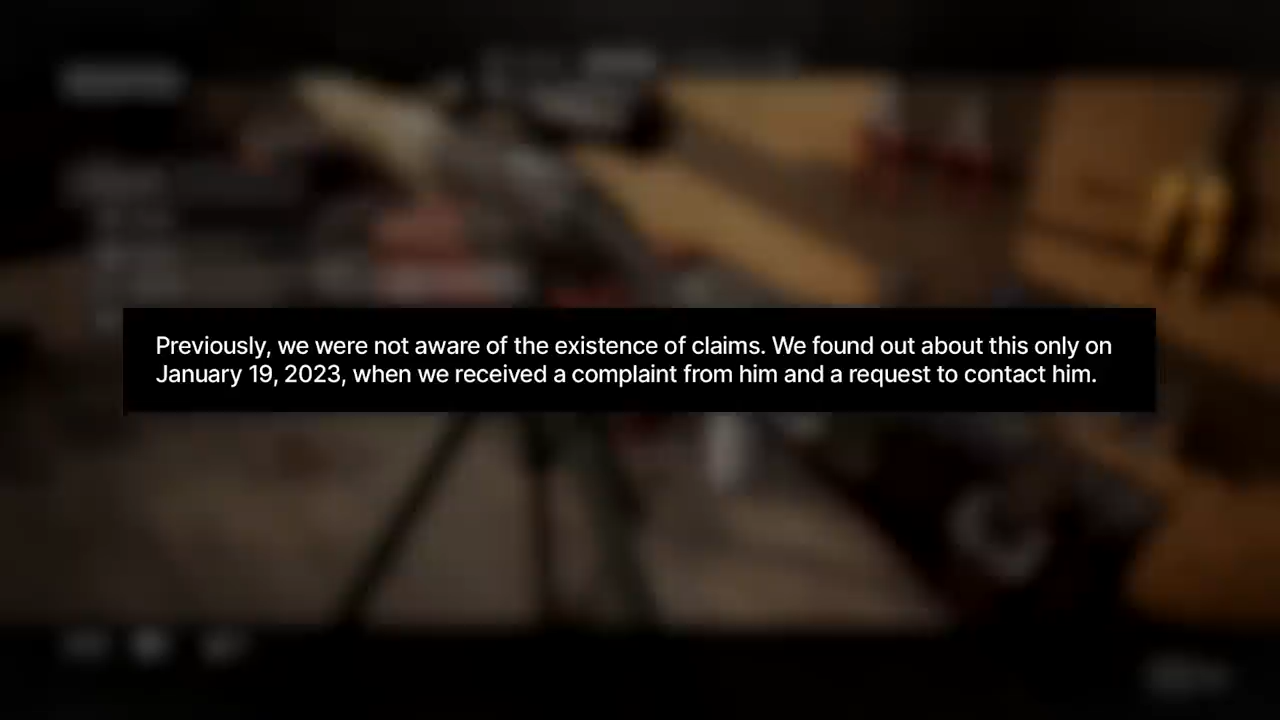 Previously, we were not aware of the existence of claims. We found out about this only on
January 19, 2023, when we received a complaint from him and a request to contact him.